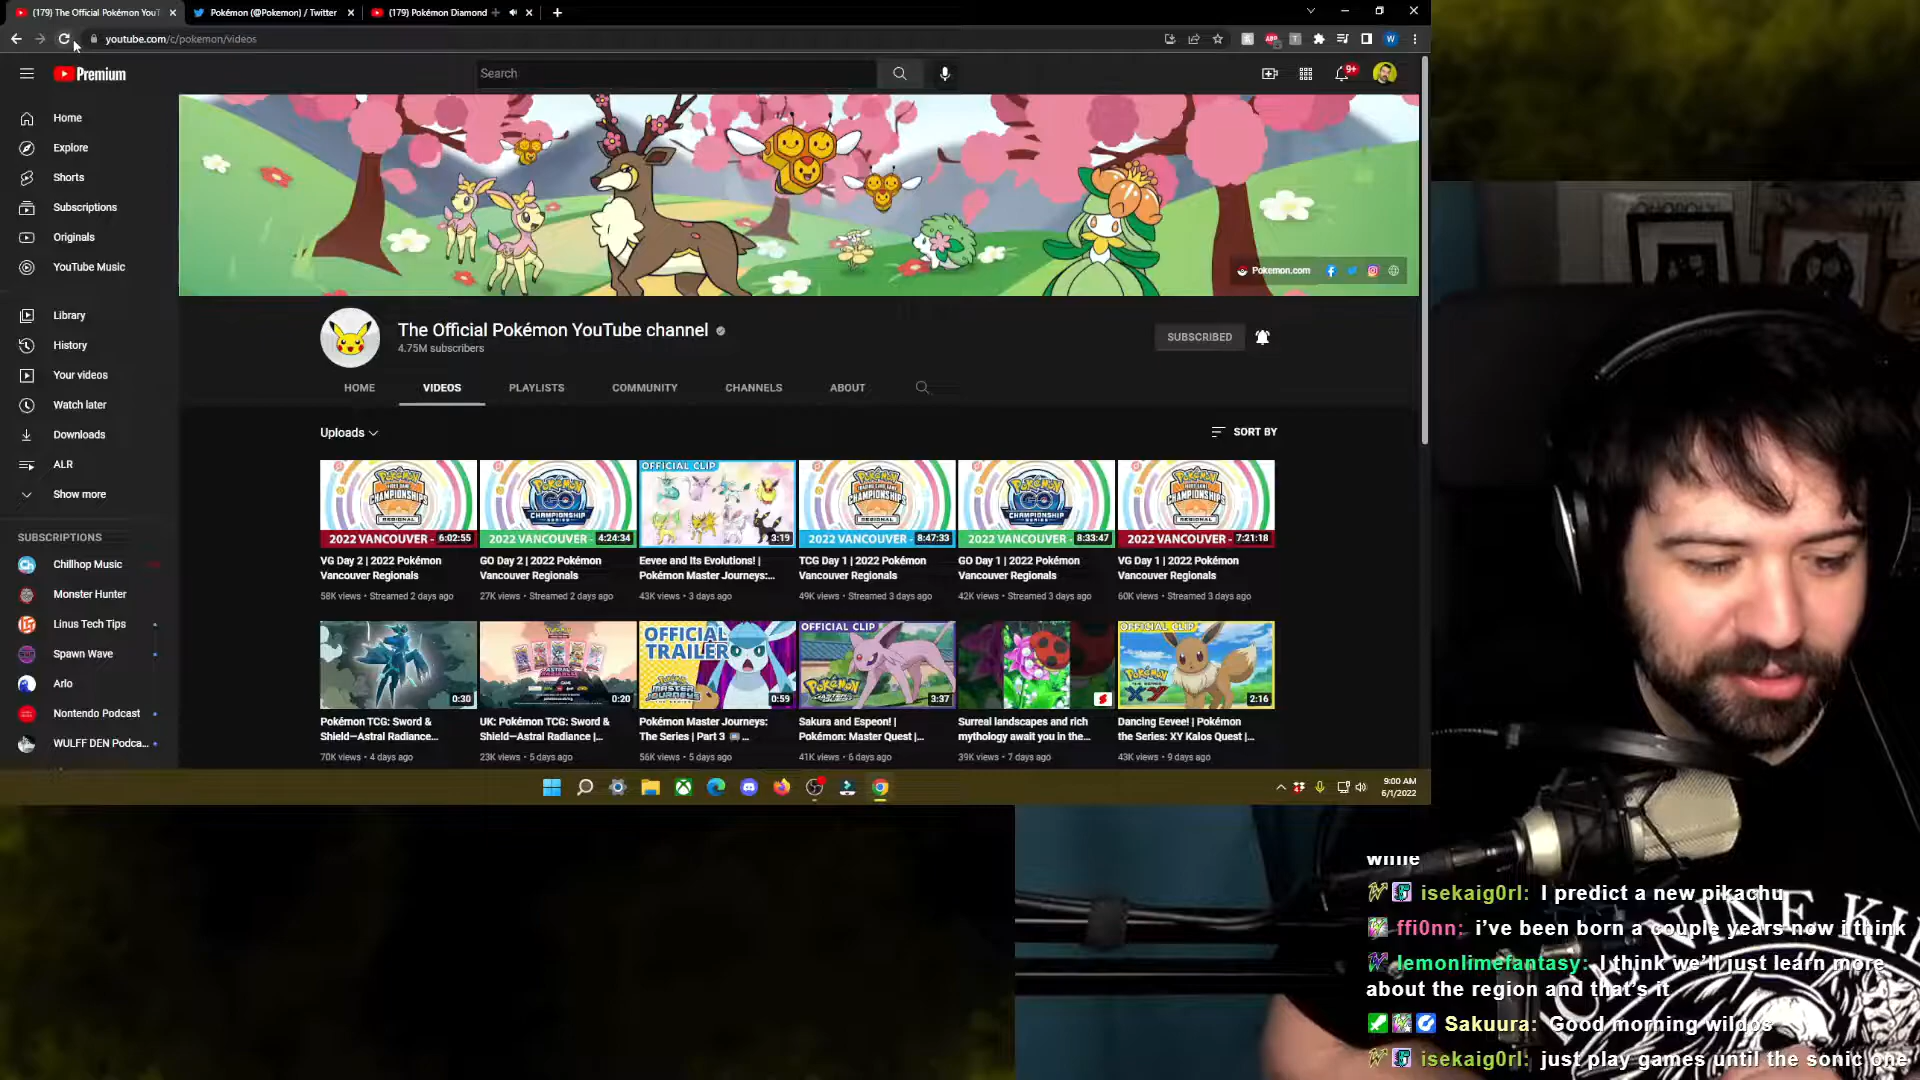 (179) The Official Pokémon YouT
Pokémon (@Pokemon) / Twitter
(179) Pokémon Diamond
youtube.com/c/pokemon/videos
Premium
Search
9+
W
Home
Explore
Shorts
Subscriptions
Originals
YouTube Music
Library
History
Your videos
Watch later
Downloads
ALR
Show more
SUBSCRIPTIONS
Chillhop Music
Monster Hunter
Linus Tech Tips
Spawn Wave
Arlo
Nontendo Podcast
WULFF DEN Podca...
Pokemon.com
The Official Pokémon YouTube channel
4.75M subscribers
SUBSCRIBED
HOME
VIDEOS
PLAYLISTS
COMMUNITY
CHANNELS
ABOUT
Uploads
SORT BY
2022 VANCOUVER -
6:02:55
VG Day 2 | 2022 Pokémon
Vancouver Regionals
58K views • Streamed 2 days ago
2022 VANCOUVER -
4:24:34
GO Day 2 | 2022 Pokémon
Vancouver Regionals
27K views • Streamed 2 days ago
OFFICIAL CLIP
3:19
Eevee and Its Evolutions! |
Pokémon Master Journeys:...
43K views • 3 days ago
2022 VANCOUVER -
8:47:33
TCG Day 1 | 2022 Pokémon
Vancouver Regionals
49K views • Streamed 3 days ago
2022 VANCOUVER -
8:33:47
GO Day 1 | 2022 Pokémon
Vancouver Regionals
42K views • Streamed 3 days ago
2022 VANCOUVER -
7:21:18
VG Day 1 | 2022 Pokémon
Vancouver Regionals
60K views • Streamed 3 days ago
0:30
Pokémon TCG: Sword &
Shield—Astral Radiance...
70K views • 4 days ago
0:20
UK: Pokémon TCG: Sword &
Shield—Astral Radiance |...
23K views • 5 days ago
OFFICIAL
TRAILER
0:59
Pokémon Master Journeys:
The Series | Part 3 ...
56K views • 5 days ago
OFFICIAL CLIP
3:37
Sakura and Espeon! |
Pokémon: Master Quest |...
41K views • 6 days ago
Surreal landscapes and rich
mythology await you in the...
39K views • 7 days ago
OFFICIAL CLIP
2:16
Dancing Eevee! | Pokémon
the Series: XY Kalos Quest |...
43K views • 9 days ago
9:00 AM
6/1/2022
isekaig0rl: I predict a new pikachu
ffi0nn: i've been born a couple years now i think
lemonlimefantasy: I think we'll just learn more
about the region and that's it
Sakuura: Good morning wildos
isekaig0rl: just play games until the sonic one